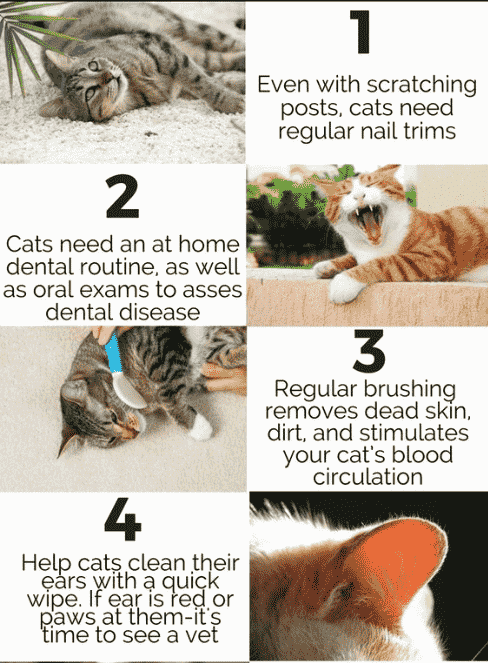 1
Even with scratching
posts, cats need
regular nail trims
2
Cats need an at home
dental routine, as well
as oral exams to asses
dental disease
3
Regular brushing
removes dead skin,
dirt, and stimulates
your cat's blood
circulation
4
Help cats clean their
ears with a quick
wipe. If ear is red or
paws at them-it's
time to see a vet